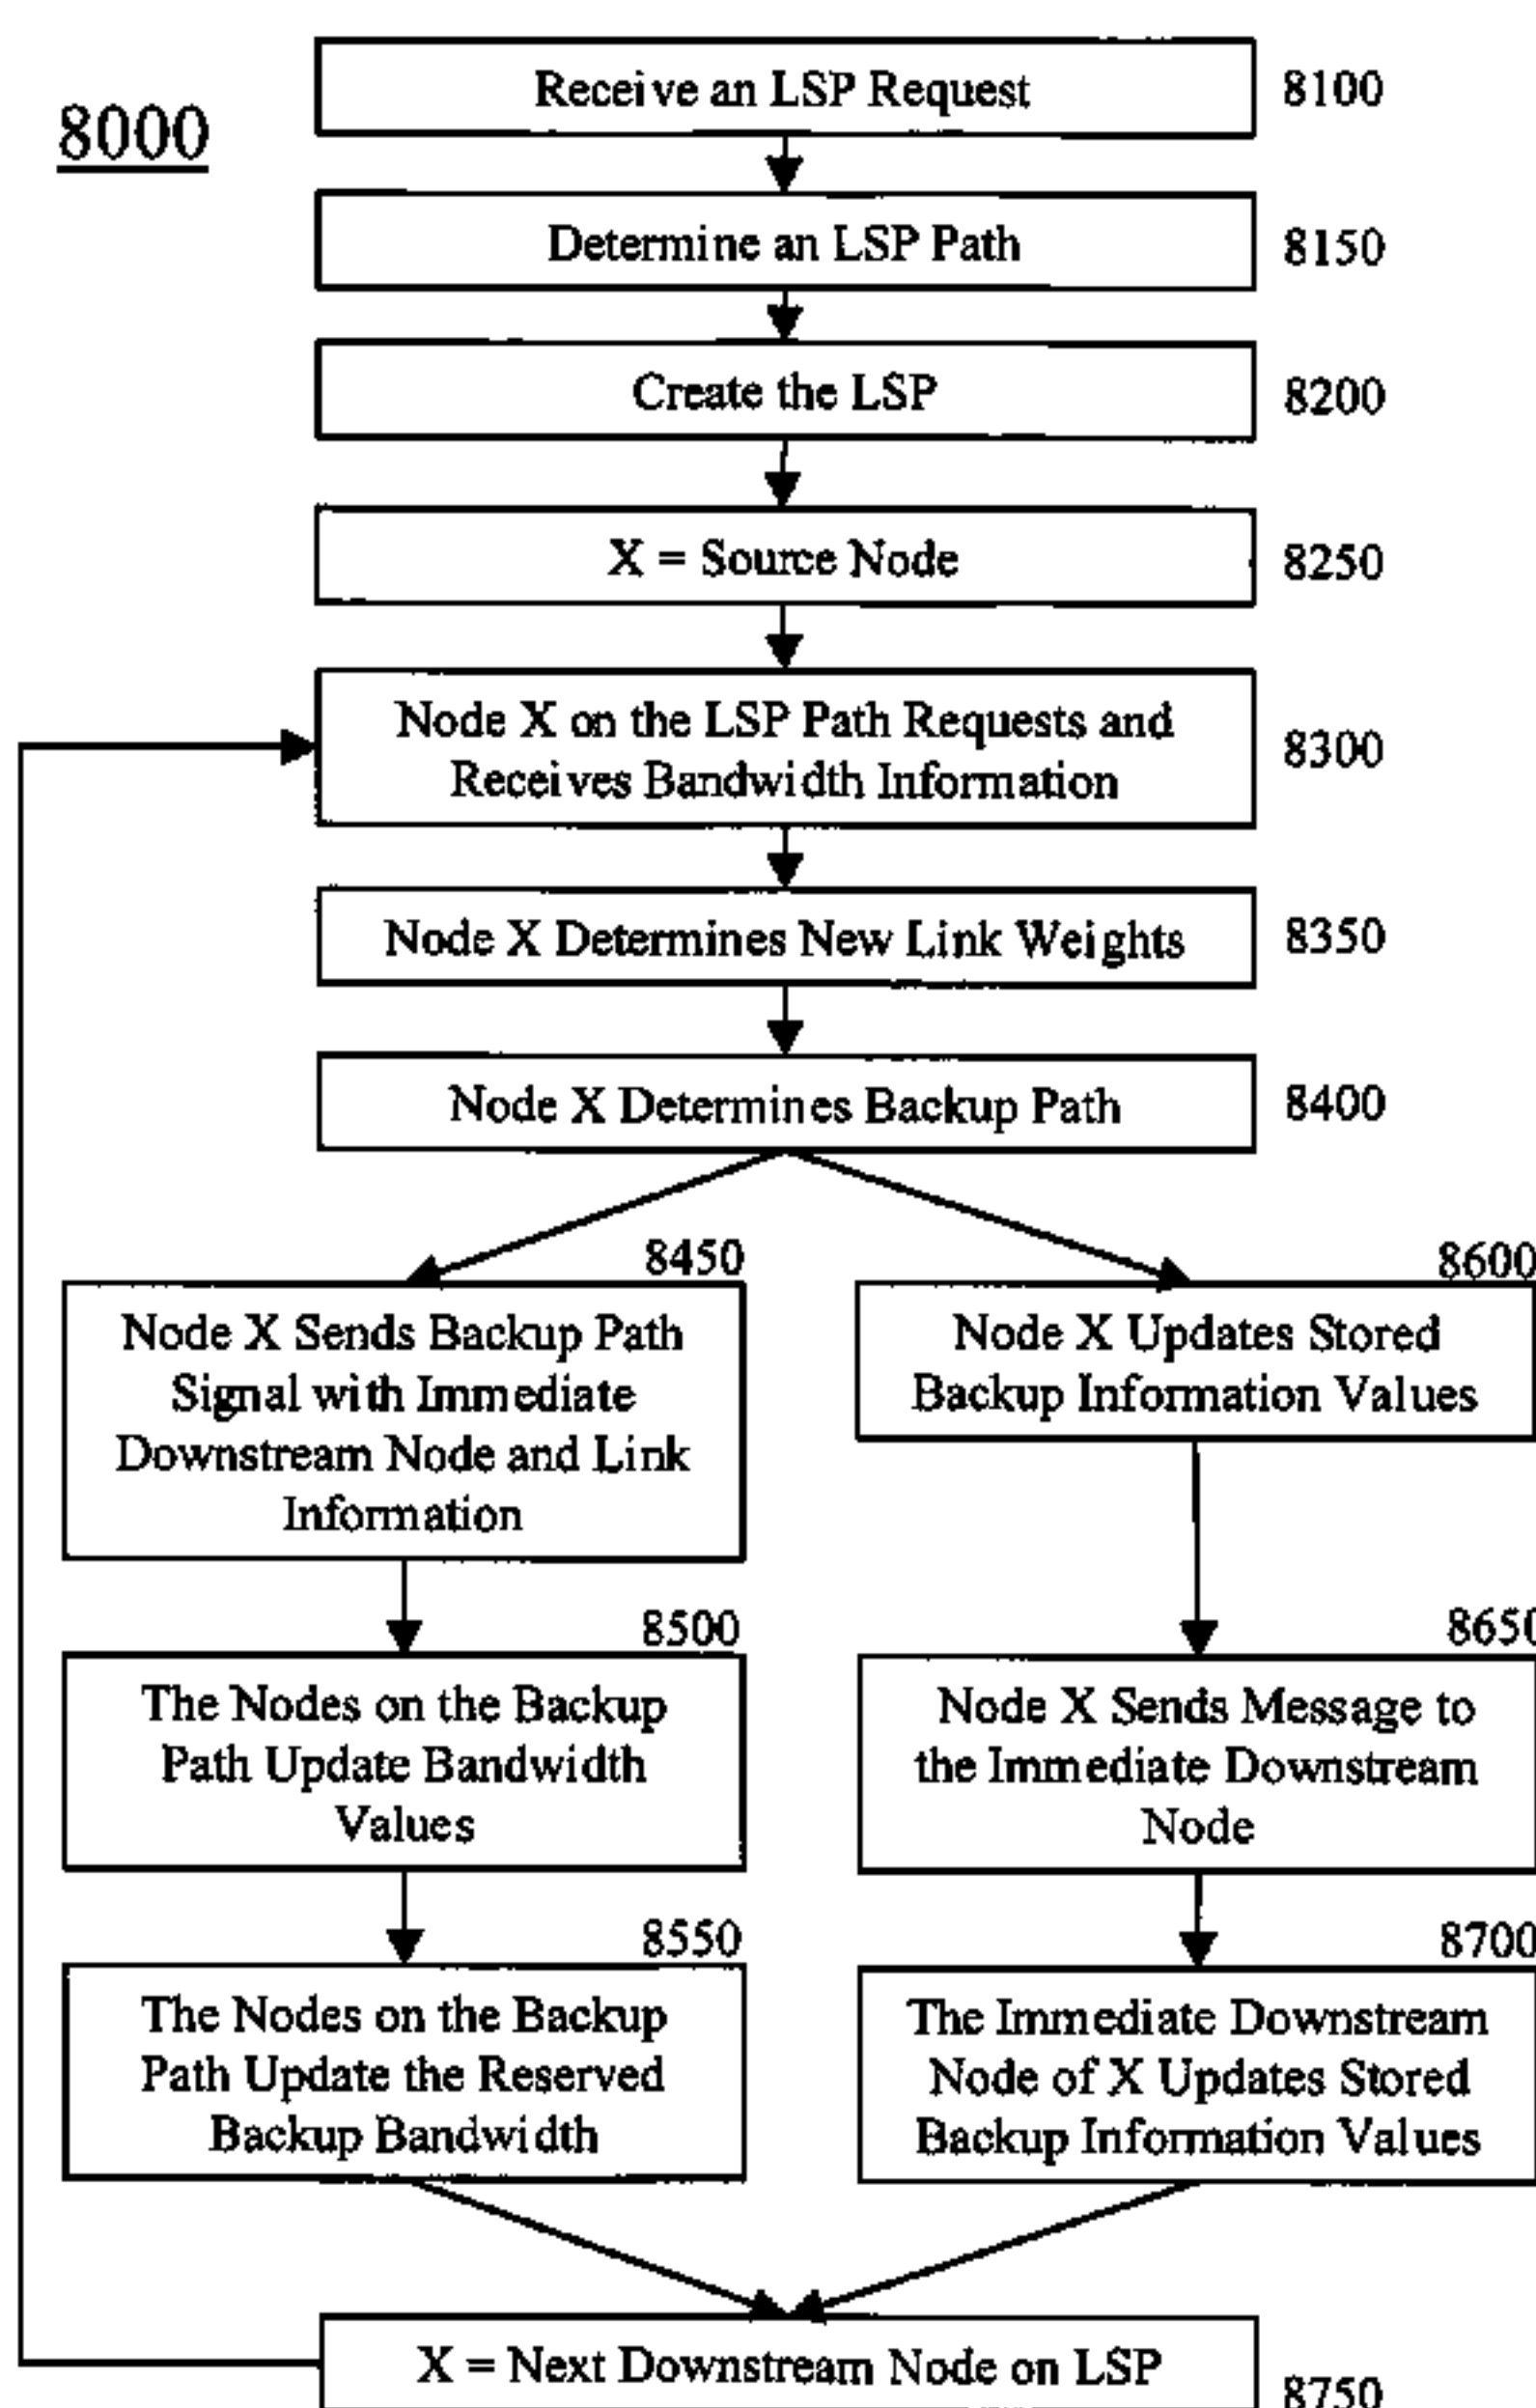 8000
Receive an LSP Request
8100
Determine an LSP Path
8150
Create the LSP
8200
X = Source Node
8250
Node X on the LSP Path Requests and
Receives Bandwidth Information
8300
Node X Determines New Link Weights
8350
Node X Determines Backup Path
8400
8450
Node X Sends Backup Path
Signal with Immediate
Downstream Node and Link
Information
8600
Node X Updates Stored
Backup Information Values
8500
The Nodes on the Backup
Path Update Bandwidth
Values
8650
Node X Sends Message to
the Immediate Downstream
Node
8550
The Nodes on the Backup
Path Update the Reserved
Backup Bandwidth
8700
The Immediate Downstream
Node of X Updates Stored
Backup Information Values
X = Next Downstream Node on LSP
8750